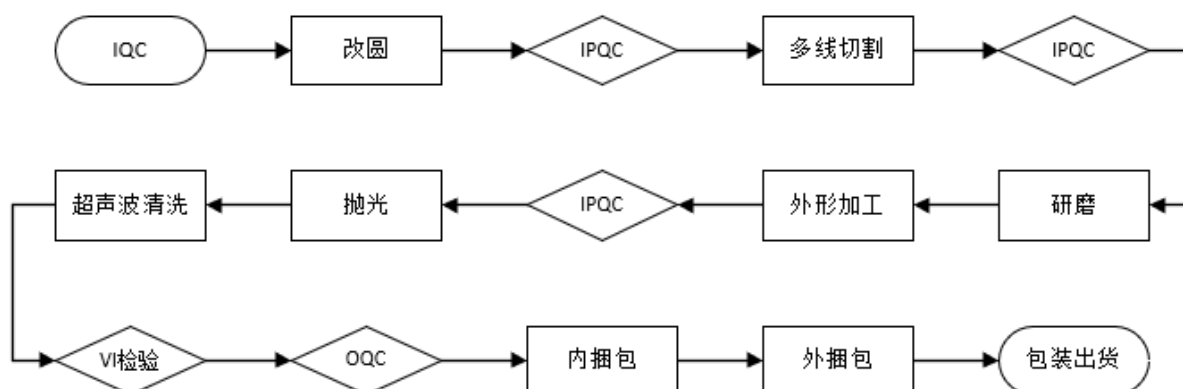 IQC
改圆
IPQC
多线切割
IPQC
研磨
外形加工
IPQC
抛光
超声波清洗
VI检验
OQC
内捆包
外捆包
包装出货